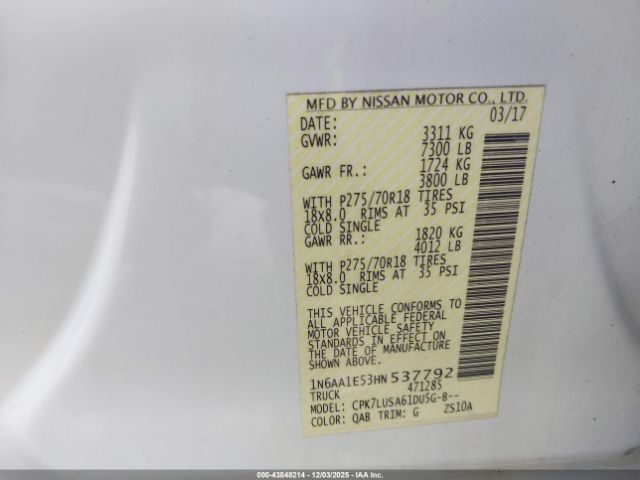 MFD BY NISSAN MOTOR CO., LTD.
DATE: 03/17
GVWR: 3311 KG
7300 LB
GAWR FR.: 1724 KG
3800 LB
WITH P275/70R18 TIRES
18x8.0 RIMS AT 35 PSI
COLD SINGLE
GAWR RR.: 1820 KG
4012 LB
WITH P275/70R18 TIRES
18x8.0 RIMS AT 35 PSI
COLD SINGLE
THIS VEHICLE CONFORMS TO
ALL APPLICABLE FEDERAL
MOTOR VEHICLE SAFETY
STANDARDS IN EFFECT ON
THE DATE OF MANUFACTURE
SHOWN ABOVE.
1N6AA1E53HN537792
TRUCK 471285
MODEL: CPK7LUSA61DU5G-B--
COLOR: QAB TRIM: G ZS10A
000-43848214 - 12/03/2025 - iaai.com